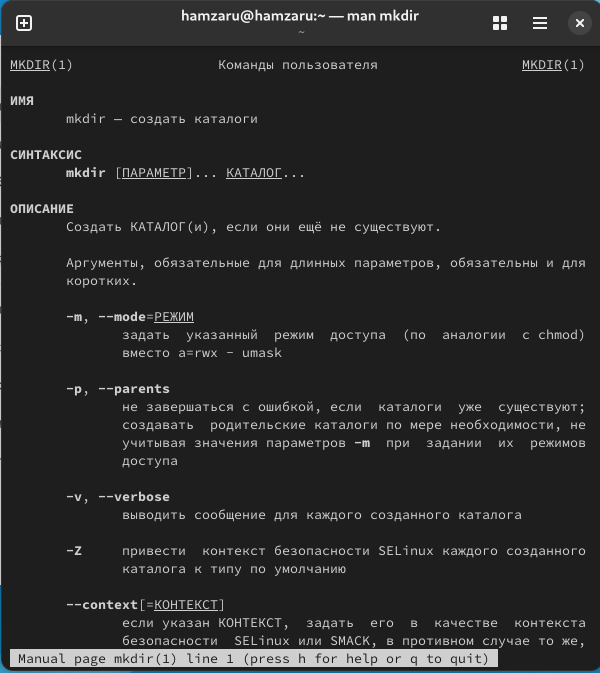 hamzaru@hamzaru:~ — man mkdir
~
MKDIR(1) Команды пользователя MKDIR(1)
ИМЯ
mkdir — создать каталоги
СИНТАКСИС
mkdir [ПАРАМЕТР]... КАТАЛОГ...
ОПИСАНИЕ
Создать КАТАЛОГ(и), если они ещё не существуют.
Аргументы, обязательные для длинных параметров, обязательны и для
коротких.
-m, --mode=РЕЖИМ
задать указанный режим доступа (по аналогии с chmod)
вместо a=rwx - umask
-p, --parents
не завершаться с ошибкой, если каталоги уже существуют;
создавать родительские каталоги по мере необходимости, не
учитывая значения параметров -m при задании их режимов
доступа
-v, --verbose
выводить сообщение для каждого созданного каталога
-Z привести контекст безопасности SELinux каждого созданного
каталога к типу по умолчанию
--context[=КОНТЕКСТ]
если указан КОНТЕКСТ, задать его в качестве контекста
безопасности SELinux или SMACK, в противном случае то же,
Manual page mkdir(1) line 1 (press h for help or q to quit)